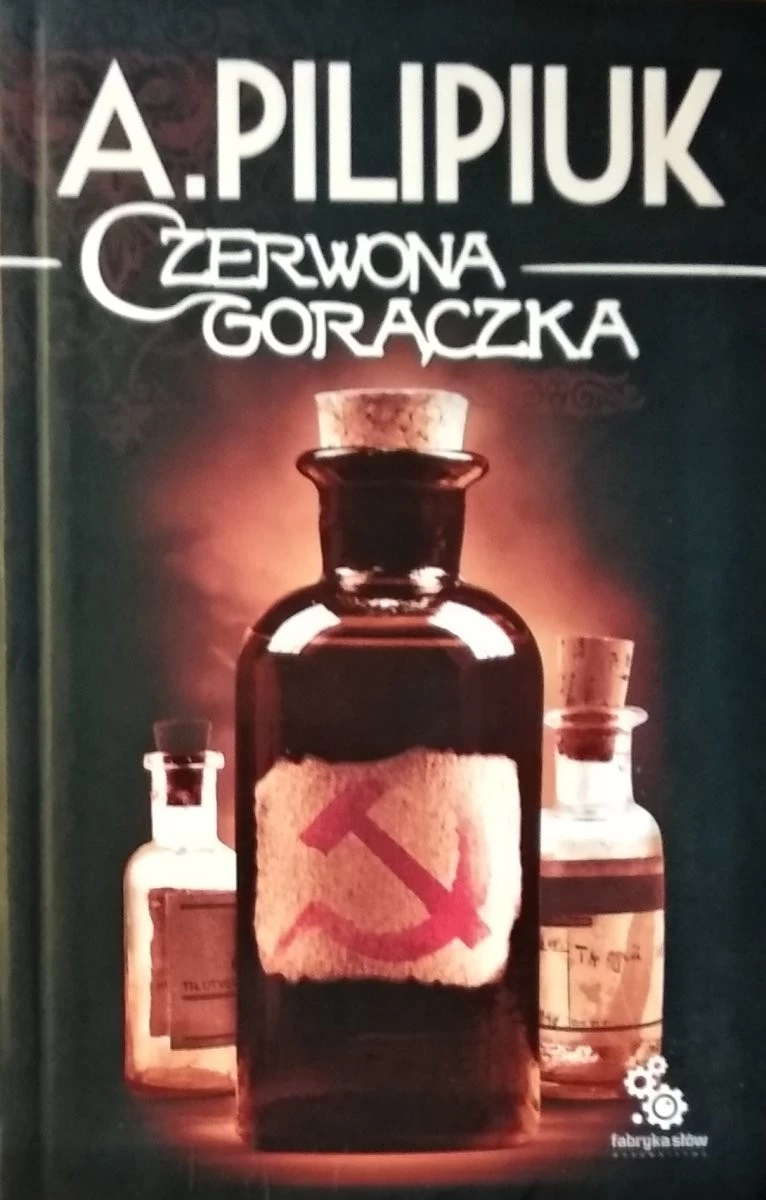 A. PILIPIUK
CZERWONA
GORĄCZKA
fabryka słów